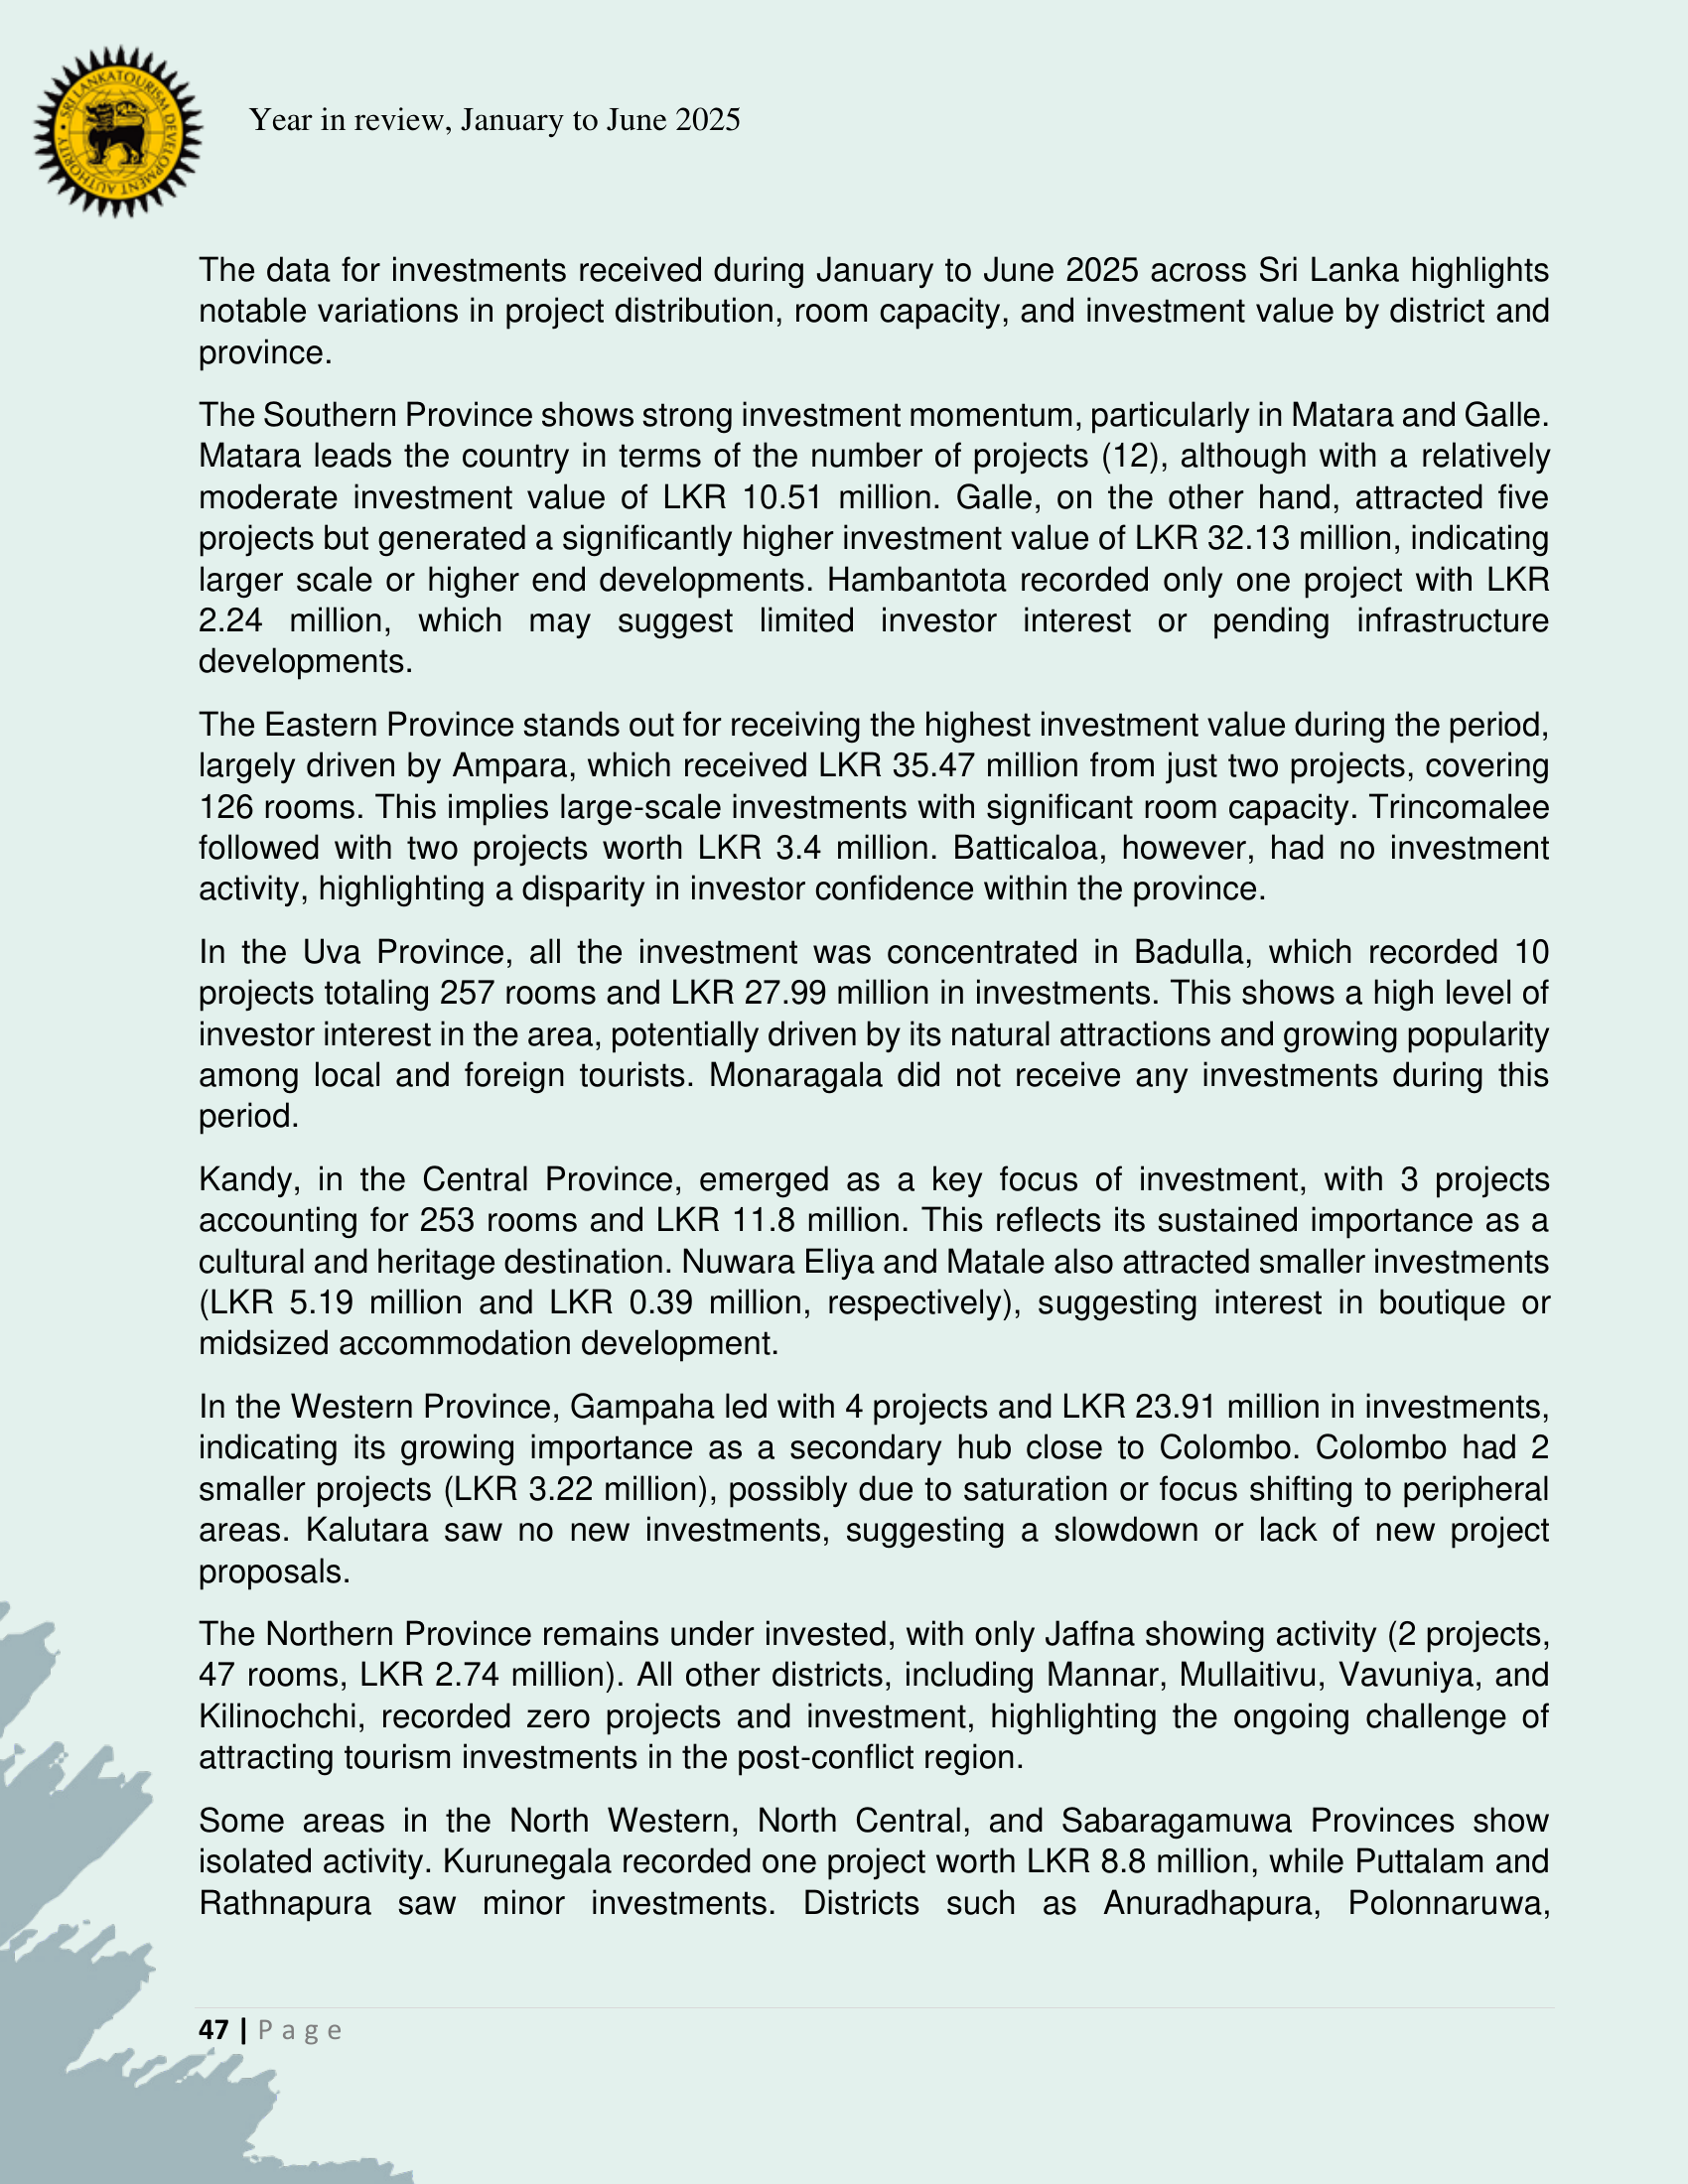 SRI LANKA TOURISM DEVELOPMENT AUTHORITY
Year in review, January to June 2025
The data for investments received during January to June 2025 across Sri Lanka highlights
notable variations in project distribution, room capacity, and investment value by district and
province.
The Southern Province shows strong investment momentum, particularly in Matara and Galle.
Matara leads the country in terms of the number of projects (12), although with a relatively
moderate investment value of LKR 10.51 million. Galle, on the other hand, attracted five
projects but generated a significantly higher investment value of LKR 32.13 million, indicating
larger scale or higher end developments. Hambantota recorded only one project with LKR
2.24 million, which may suggest limited investor interest or pending infrastructure
developments.
The Eastern Province stands out for receiving the highest investment value during the period,
largely driven by Ampara, which received LKR 35.47 million from just two projects, covering
126 rooms. This implies large-scale investments with significant room capacity. Trincomalee
followed with two projects worth LKR 3.4 million. Batticaloa, however, had no investment
activity, highlighting a disparity in investor confidence within the province.
In the Uva Province, all the investment was concentrated in Badulla, which recorded 10
projects totaling 257 rooms and LKR 27.99 million in investments. This shows a high level of
investor interest in the area, potentially driven by its natural attractions and growing popularity
among local and foreign tourists. Monaragala did not receive any investments during this
period.
Kandy, in the Central Province, emerged as a key focus of investment, with 3 projects
accounting for 253 rooms and LKR 11.8 million. This reflects its sustained importance as a
cultural and heritage destination. Nuwara Eliya and Matale also attracted smaller investments
(LKR 5.19 million and LKR 0.39 million, respectively), suggesting interest in boutique or
midsized accommodation development.
In the Western Province, Gampaha led with 4 projects and LKR 23.91 million in investments,
indicating its growing importance as a secondary hub close to Colombo. Colombo had 2
smaller projects (LKR 3.22 million), possibly due to saturation or focus shifting to peripheral
areas. Kalutara saw no new investments, suggesting a slowdown or lack of new project
proposals.
The Northern Province remains under invested, with only Jaffna showing activity (2 projects,
47 rooms, LKR 2.74 million). All other districts, including Mannar, Mullaitivu, Vavuniya, and
Kilinochchi, recorded zero projects and investment, highlighting the ongoing challenge of
attracting tourism investments in the post-conflict region.
Some areas in the North Western, North Central, and Sabaragamuwa Provinces show
isolated activity. Kurunegala recorded one project worth LKR 8.8 million, while Puttalam and
Rathnapura saw minor investments. Districts such as Anuradhapura, Polonnaruwa,
47 | Page